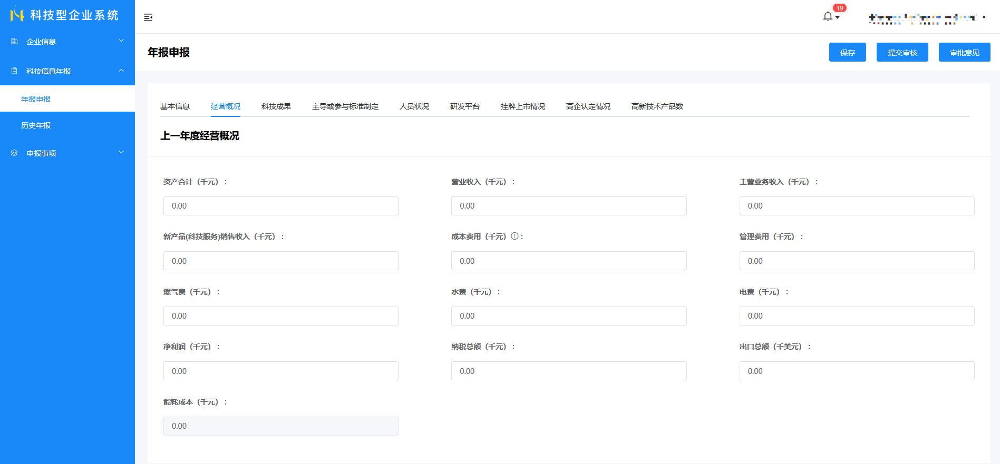 科技型企业系统
企业信息
科技信息年报
年报申报
历史年报
申报事项
19
年报申报
保存
提交审核
审批意见
基本信息 经营概况 科技成果 主导或参与标准制定 人员状况 研发平台 挂牌上市情况 高企认定情况 高新技术产品数
上一年度经营概况
资产合计（千元）： 营业收入（千元）： 主营业务收入（千元）：
0.00 0.00 0.00
新产品(科技服务)销售收入（千元）： 成本费用（千元）： 管理费用（千元）：
0.00 0.00 0.00
燃气费（千元）： 水费（千元）： 电费（千元）：
0.00 0.00 0.00
净利润（千元）： 纳税总额（千元）： 出口总额（千美元）：
0.00 0.00 0.00
能耗成本（千元）：
0.00